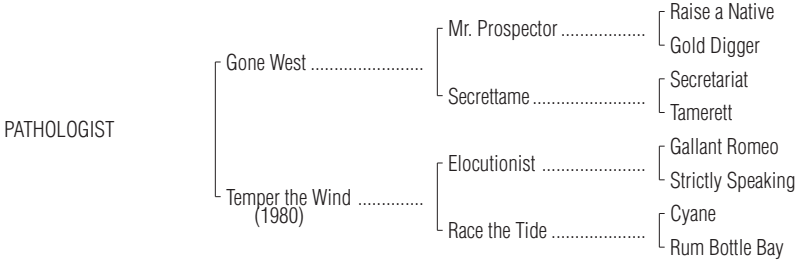 Raise a Native
Mr. Prospector ..................
Gold Digger
Gone West ........................
Secretariat
Secrettame ........................
Tamerett
PATHOLOGIST
Gallant Romeo
Elocutionist ......................
Strictly Speaking
Temper the Wind ..............
(1980)
Cyane
Race the Tide ....................
Rum Bottle Bay